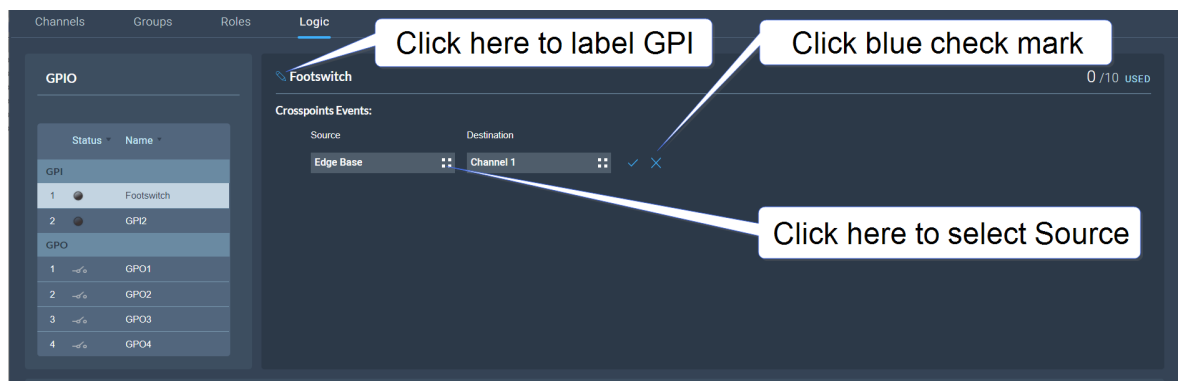 Channels Groups Roles Logic
Click here to label GPI
Click blue check mark
GPIO
Footswitch
0 /10 USED
Crosspoints Events:
Source Destination
Edge Base Channel 1
Status Name
GPI
1 Footswitch
2 GPI2
GPO
1 GPO1
2 GPO2
3 GPO3
4 GPO4
Click here to select Source